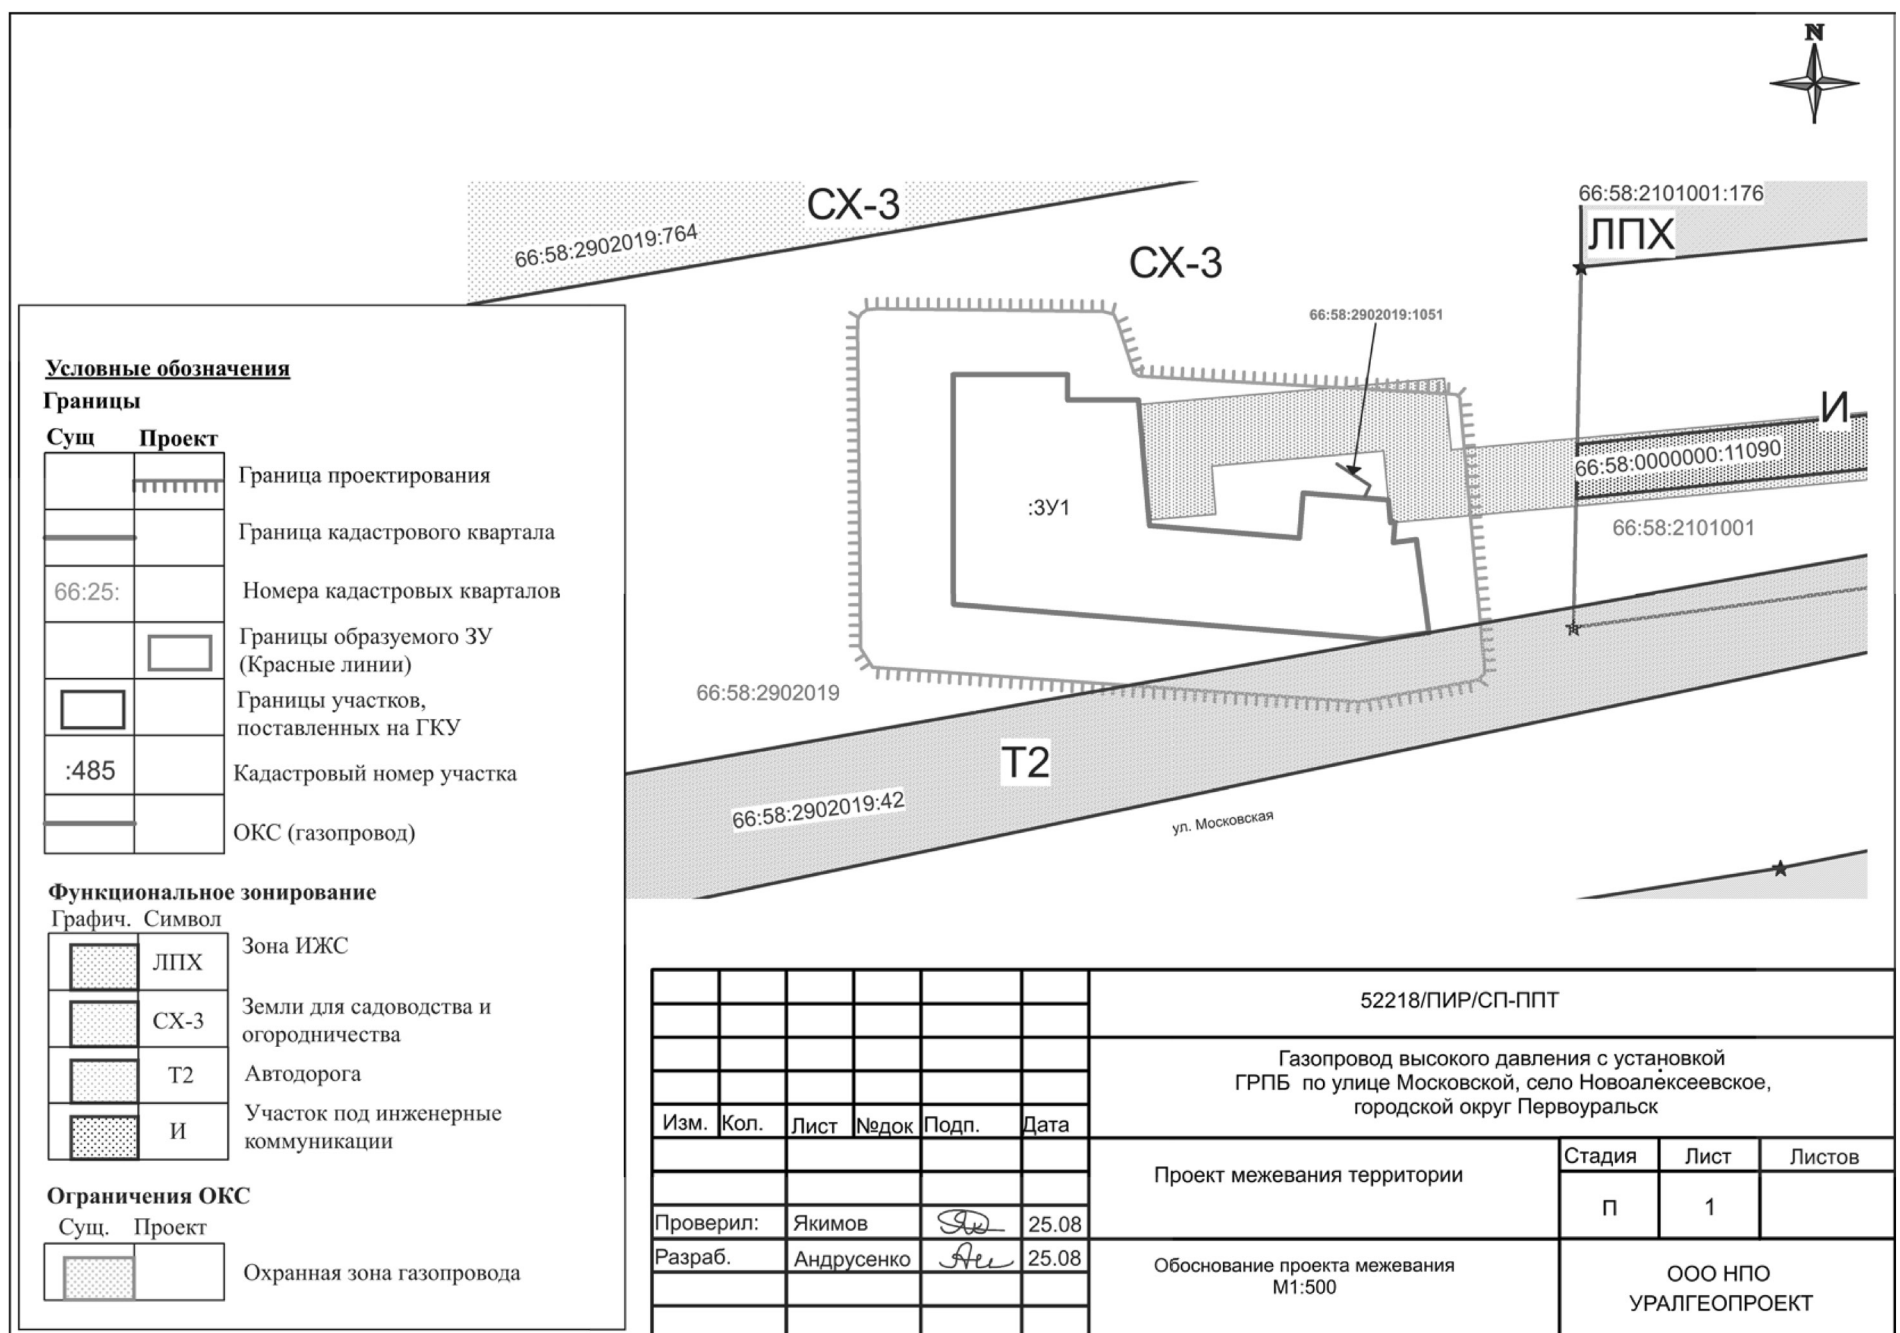 N
СХ-3
66:58:2902019:764
СХ-3
66:58:2101001:176
ЛПХ
66:58:2902019:1051
И
66:58:0000000:11090
:ЗУ1
66:58:2101001
66:58:2902019
Т2
66:58:2902019:42
ул. Московская
Условные обозначения
Границы
Сущ Проект
Граница проектирования
Граница кадастрового квартала
66:25: Номера кадастровых кварталов
Границы образуемого ЗУ
(Красные линии)
Границы участков,
поставленных на ГКУ
:485 Кадастровый номер участка
ОКС (газопровод)
Функциональное зонирование
Графич. Символ
ЛПХ Зона ИЖС
СХ-3 Земли для садоводства и
огородничества
Т2 Автодорога
И Участок под инженерные
коммуникации
Ограничения ОКС
Сущ. Проект
Охранная зона газопровода
52218/ПИР/СП-ППТ
Газопровод высокого давления с установкой
ГРПБ по улице Московской, село Новоалексеевское,
городской округ Первоуральск
Изм. Кол. Лист №док Подп. Дата
Проект межевания территории
Стадия Лист Листов
П 1
Проверил: Якимов 25.08
Разраб. Андрусенко 25.08
Обоснование проекта межевания
М1:500
ООО НПО
УРАЛГЕОПРОЕКТ